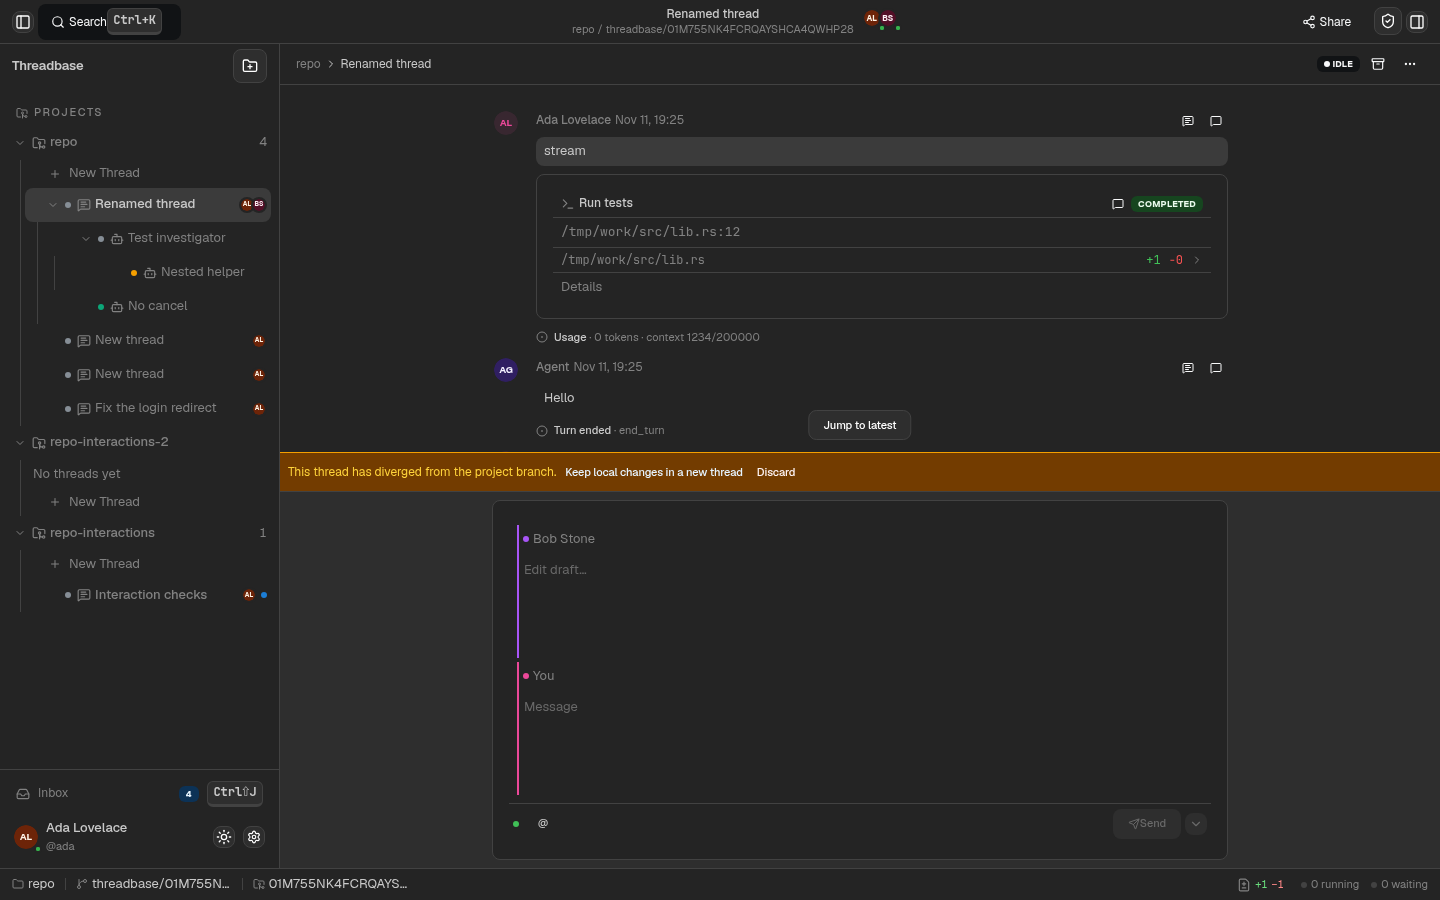 Search Ctrl+K
Renamed thread
repo / threadbase/01M755NK4FCRQAYSHCA4QWHP28
AL BS
Share
Threadbase
PROJECTS
repo 4
New Thread
Renamed thread AL BS
Test investigator
Nested helper
No cancel
New thread AL
New thread AL
Fix the login redirect AL
repo-interactions-2
No threads yet
New Thread
repo-interactions 1
New Thread
Interaction checks AL
Inbox 4 Ctrl⇧J
AL Ada Lovelace
@ada
repo > Renamed thread
IDLE
AL Ada Lovelace Nov 11, 19:25
stream
Run tests COMPLETED
/tmp/work/src/lib.rs:12
/tmp/work/src/lib.rs +1 -0
Details
Usage · 0 tokens · context 1234/200000
AG Agent Nov 11, 19:25
Hello
Turn ended · end_turn
Jump to latest
This thread has diverged from the project branch. Keep local changes in a new thread Discard
Bob Stone
Edit draft…
You
Message
@ Send
repo threadbase/01M755N… 01M755NK4FCRQAYS…
+1 −1 0 running 0 waiting